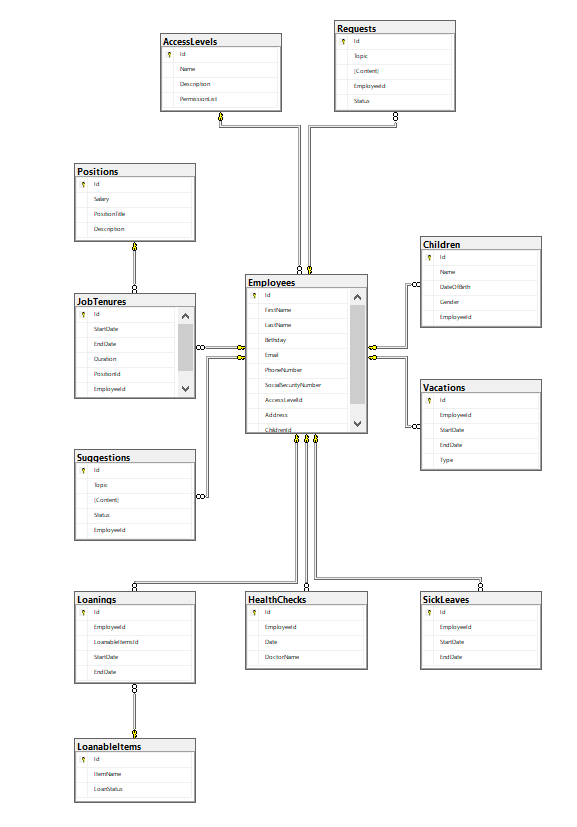 Requests
Id
Topic
[Content]
EmployeeId
Status
AccessLevels
Id
Name
Description
PermissionList
Positions
Id
Salary
PositionTitle
Description
Children
Id
Name
DateOfBirth
Gender
EmployeeId
Employees
Id
FirstName
LastName
Birthday
Email
PhoneNumber
SocialSecurityNumber
AccessLevelId
Address
ChildrenId
JobTenures
Id
StartDate
EndDate
Duration
PositionId
EmployeeId
Vacations
Id
EmployeeId
StartDate
EndDate
Type
Suggestions
Id
Topic
[Content]
Status
EmployeeId
Loanings
Id
EmployeeId
LoanableItemsId
StartDate
EndDate
HealthChecks
Id
EmployeeId
Date
DoctorName
SickLeaves
Id
EmployeeId
StartDate
EndDate
LoanableItems
Id
ItemName
LoanStatus